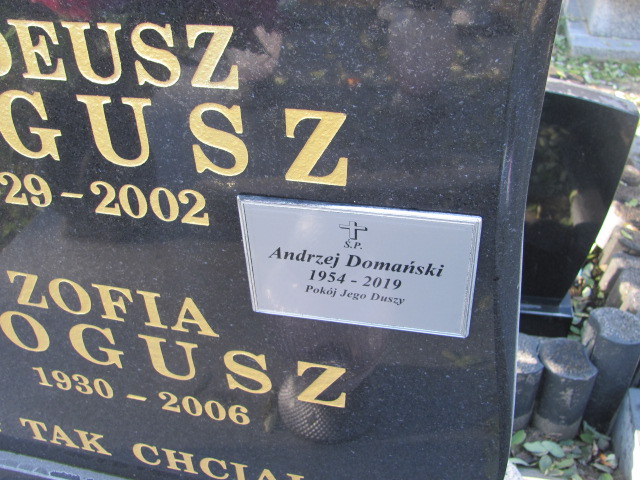 DEUSZ
GUSZ
29 - 2002
Ś.P.
Andrzej Domański
1954 - 2019
Pokój Jego Duszy
ZOFIA
OGUSZ
1930 - 2006
TAK CHCIAŁ